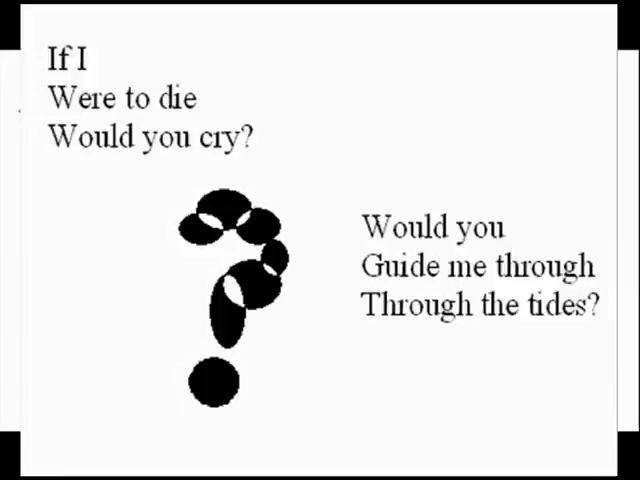 If I
Were to die
Would you cry?
Would you
Guide me through
Through the tides?